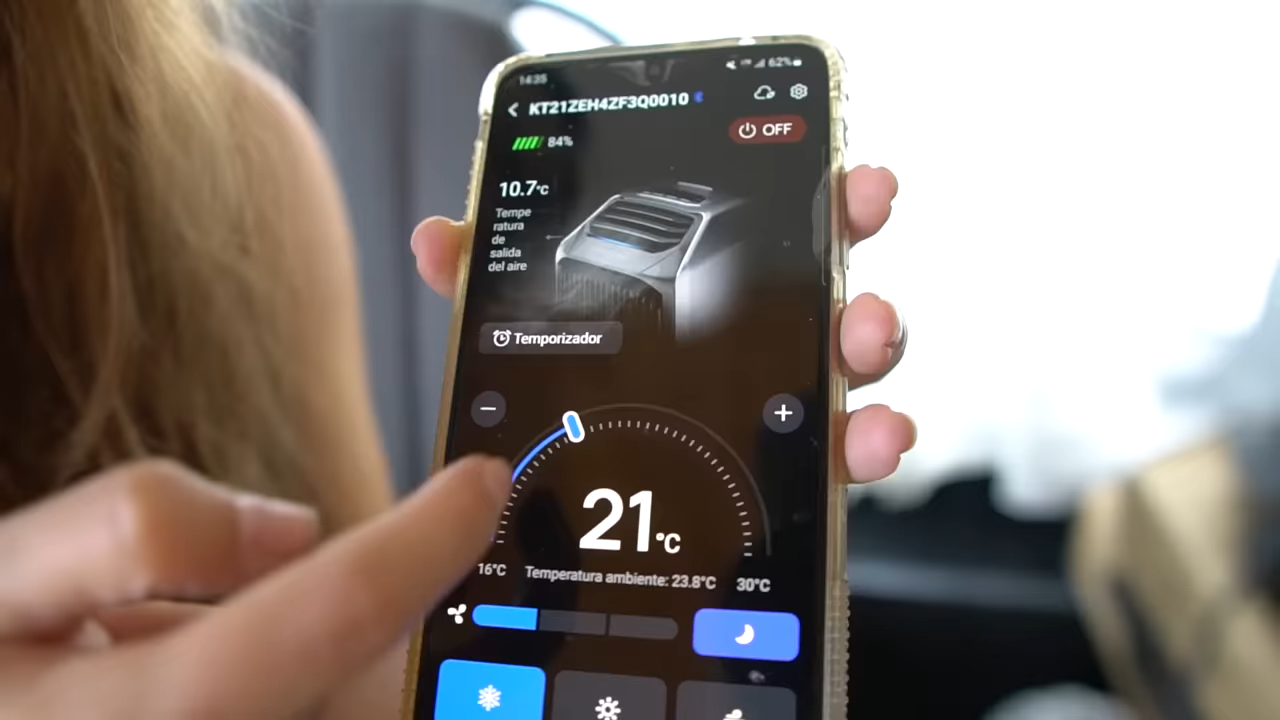 14:35
62%
KT21ZEH4ZF3Q0010
OFF
84%
10.7°C
Tempe
ratura
de
salida
del aire
Temporizador
21°C
16°C
Temperatura ambiente: 23.8°C
30°C